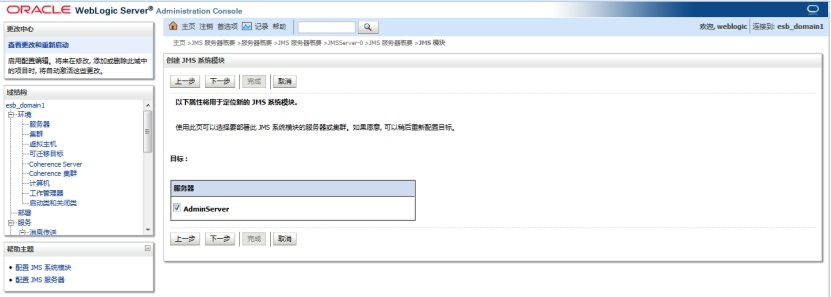 ORACLE WebLogic Server® Administration Console
更改中心
查看更改和重新启动
启用配置编辑。将来在修改, 添加或删除此域中的项目时, 将自动激活这些更改。
域结构
esb_domain1
环境
服务器
集群
虚拟主机
可迁移目标
Coherence Server
Coherence 集群
计算机
工作管理器
启动类和关闭类
部署
服务
消息传送
帮助主题
配置 JMS 系统模块
配置 JMS 服务器
主页 注销 首选项 记录 帮助
欢迎, weblogic 连接到: esb_domain1
主页 >JMS 服务器概要 >服务器概要 >JMS 服务器概要 >JMSServer-0 >JMS 服务器概要 >JMS 模块
创建 JMS 系统模块
上一步 下一步 完成 取消
以下属性将用于定位新的 JMS 系统模块。
使用此页可以选择要部署此 JMS 系统模块的服务器或集群。如果愿意, 可以稍后重新配置目标。
目标 :
服务器
AdminServer
上一步 下一步 完成 取消